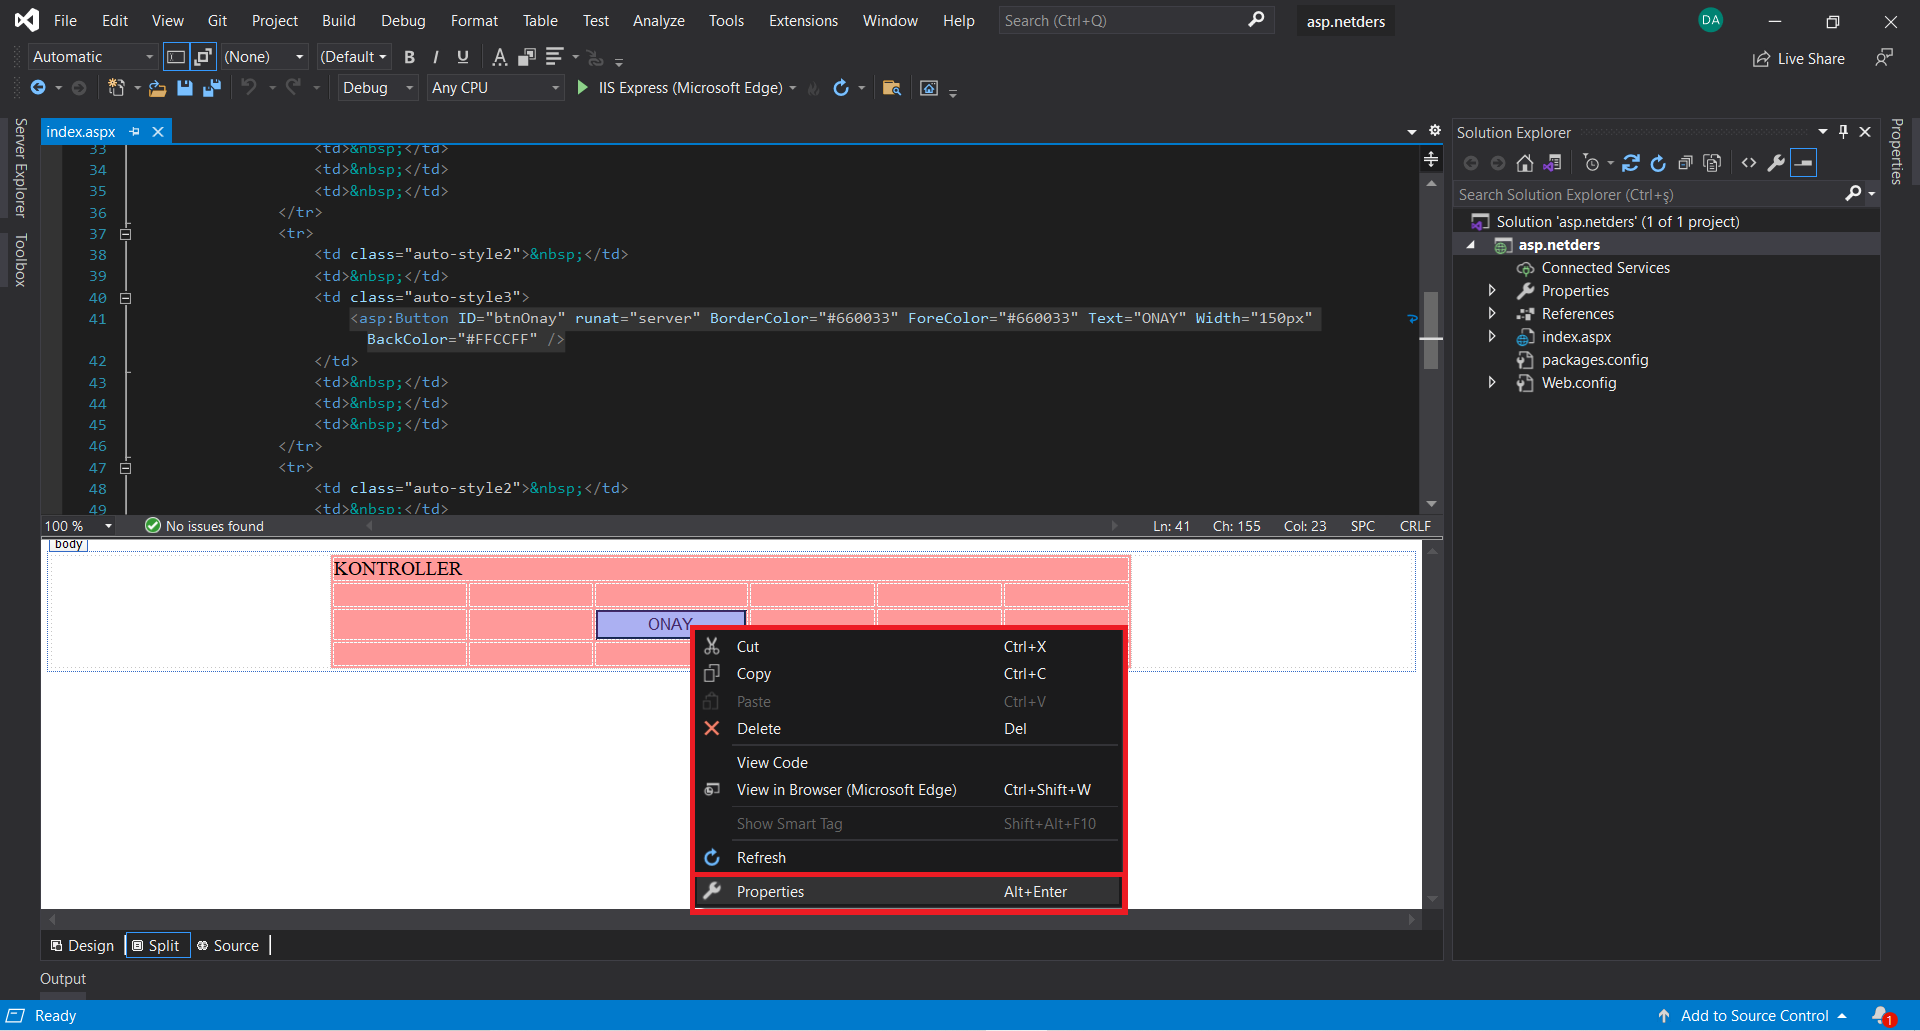 File Edit View Git Project Build Debug Format Table Test Analyze Tools Extensions Window Help Search (Ctrl+Q) asp.netders DA
Automatic (None) (Default B I U A Live Share
Debug Any CPU IIS Express (Microsoft Edge)
Server Explorer
Toolbox
index.aspx
33 <td>&nbsp;</td>
34 <td>&nbsp;</td>
35 <td>&nbsp;</td>
36 </tr>
37 <tr>
38 <td class="auto-style2">&nbsp;</td>
39 <td>&nbsp;</td>
40 <td class="auto-style3">
41 <asp:Button ID="btnOnay" runat="server" BorderColor="#660033" ForeColor="#660033" Text="ONAY" Width="150px"
BackColor="#FFCCFF" />
42 </td>
43 <td>&nbsp;</td>
44 <td>&nbsp;</td>
45 <td>&nbsp;</td>
46 </tr>
47 <tr>
48 <td class="auto-style2">&nbsp;</td>
49 <td>&nbsp;</td>
100 % No issues found Ln: 41 Ch: 155 Col: 23 SPC CRLF
body
KONTROLLER
ONAY
Cut Ctrl+X
Copy Ctrl+C
Paste Ctrl+V
Delete Del
View Code
View in Browser (Microsoft Edge) Ctrl+Shift+W
Show Smart Tag Shift+Alt+F10
Refresh
Properties Alt+Enter
Design Split Source
Output
Solution Explorer
Search Solution Explorer (Ctrl+ş)
Solution 'asp.netders' (1 of 1 project)
asp.netders
Connected Services
Properties
References
index.aspx
packages.config
Web.config
Properties
Ready Add to Source Control 1